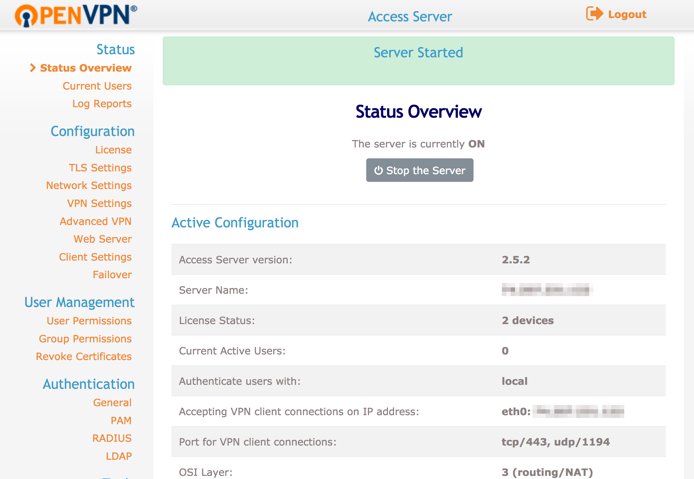 OPENVPN®
Access Server
Logout
Status
Status Overview
Current Users
Log Reports
Configuration
License
TLS Settings
Network Settings
VPN Settings
Advanced VPN
Web Server
Client Settings
Failover
User Management
User Permissions
Group Permissions
Revoke Certificates
Authentication
General
PAM
RADIUS
LDAP
Server Started
Status Overview
The server is currently ON
Stop the Server
Active Configuration
Access Server version: 2.5.2
Server Name:
License Status: 2 devices
Current Active Users: 0
Authenticate users with: local
Accepting VPN client connections on IP address: eth0:
Port for VPN client connections: tcp/443, udp/1194
OSI Layer: 3 (routing/NAT)